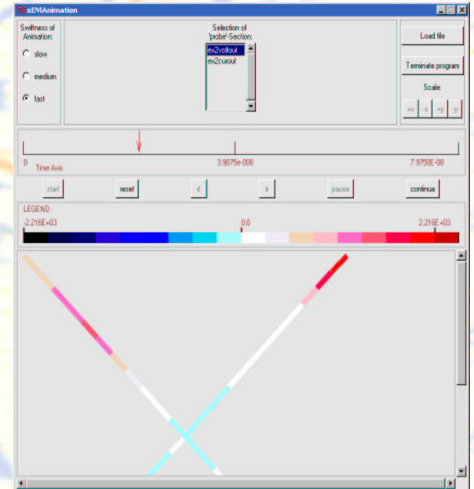 xEMAnimation
Swiftness of
Animation:
slow
medium
fast
Selection of
'probe'-Section:
ex2voltout
ex2curout
Load file
Terminate program
Scale:
+x -x +y -y
0 Time Axis 3.9875e-008 7.9750E-08
start reset < > pause continue
LEGEND:
-2.216E+03 0.0 2.216E+03